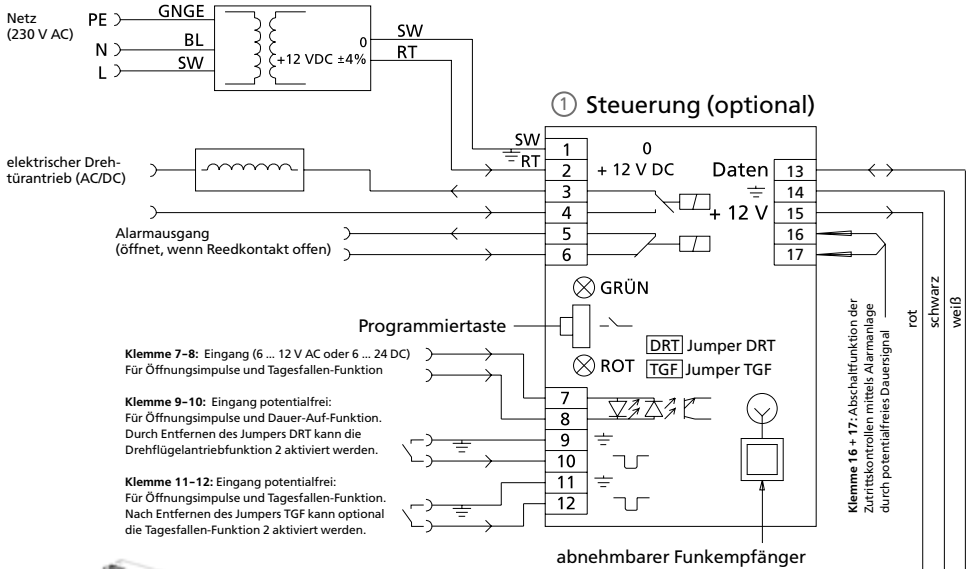 Netz
(230 V AC)
PE
GNGE
N
BL
L
SW
0
+12 VDC ±4%
SW
RT
1 Steuerung (optional)
elektrischer Dreh-
türantrieb (AC/DC)
SW
RT
1
2
3
4
5
6
0
+ 12 V DC
Daten
+ 12 V
13
14
15
16
17
Alarmausgang
(öffnet, wenn Reedkontakt offen)
GRÜN
Programmiertaste
ROT
DRT Jumper DRT
TGF Jumper TGF
Klemme 7–8: Eingang (6 ... 12 V AC oder 6 ... 24 DC)
Für Öffnungsimpulse und Tagesfallen-Funktion
Klemme 9–10: Eingang potentialfrei:
Für Öffnungsimpulse und Dauer-Auf-Funktion.
Durch Entfernen des Jumpers DRT kann die
Drehflügelantriebfunktion 2 aktiviert werden.
Klemme 11–12: Eingang potentialfrei:
Für Öffnungsimpulse und Tagesfallen-Funktion.
Nach Entfernen des Jumpers TGF kann optional
die Tagesfallen-Funktion 2 aktiviert werden.
7
8
9
10
11
12
abnehmbarer Funkempfänger
Klemme 16 + 17: Abschaltfunktion der
Zutrittskontrollen mittels Alarmanlage
durch potentialfreies Dauersignal
rot
schwarz
weiß